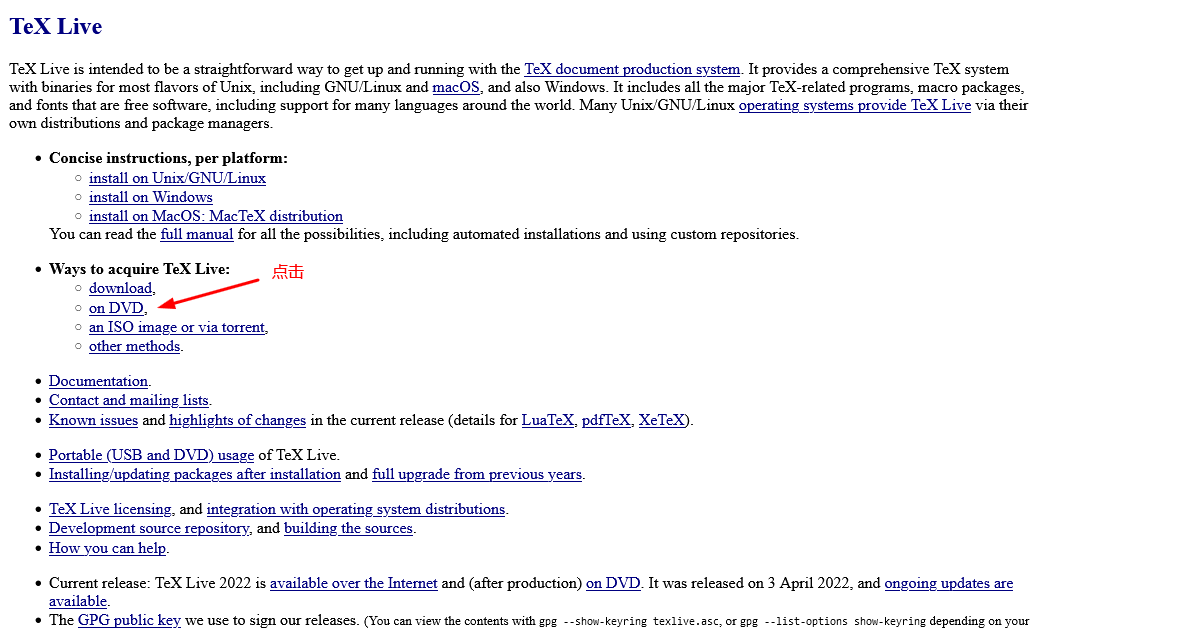 TeX Live
TeX Live is intended to be a straightforward way to get up and running with the TeX document production system. It provides a comprehensive TeX system
with binaries for most flavors of Unix, including GNU/Linux and macOS, and also Windows. It includes all the major TeX-related programs, macro packages,
and fonts that are free software, including support for many languages around the world. Many Unix/GNU/Linux operating systems provide TeX Live via their
own distributions and package managers.
Concise instructions, per platform:
install on Unix/GNU/Linux
install on Windows
install on MacOS: MacTeX distribution
You can read the full manual for all the possibilities, including automated installations and using custom repositories.
Ways to acquire TeX Live:
点击
download,
on DVD,
an ISO image or via torrent,
other methods.
Documentation.
Contact and mailing lists.
Known issues and highlights of changes in the current release (details for LuaTeX, pdfTeX, XeTeX).
Portable (USB and DVD) usage of TeX Live.
Installing/updating packages after installation and full upgrade from previous years.
TeX Live licensing, and integration with operating system distributions.
Development source repository, and building the sources.
How you can help.
Current release: TeX Live 2022 is available over the Internet and (after production) on DVD. It was released on 3 April 2022, and ongoing updates are
available.
The GPG public key we use to sign our releases. (You can view the contents with gpg --show-keyring texlive.asc, or gpg --list-options show-keyring depending on your